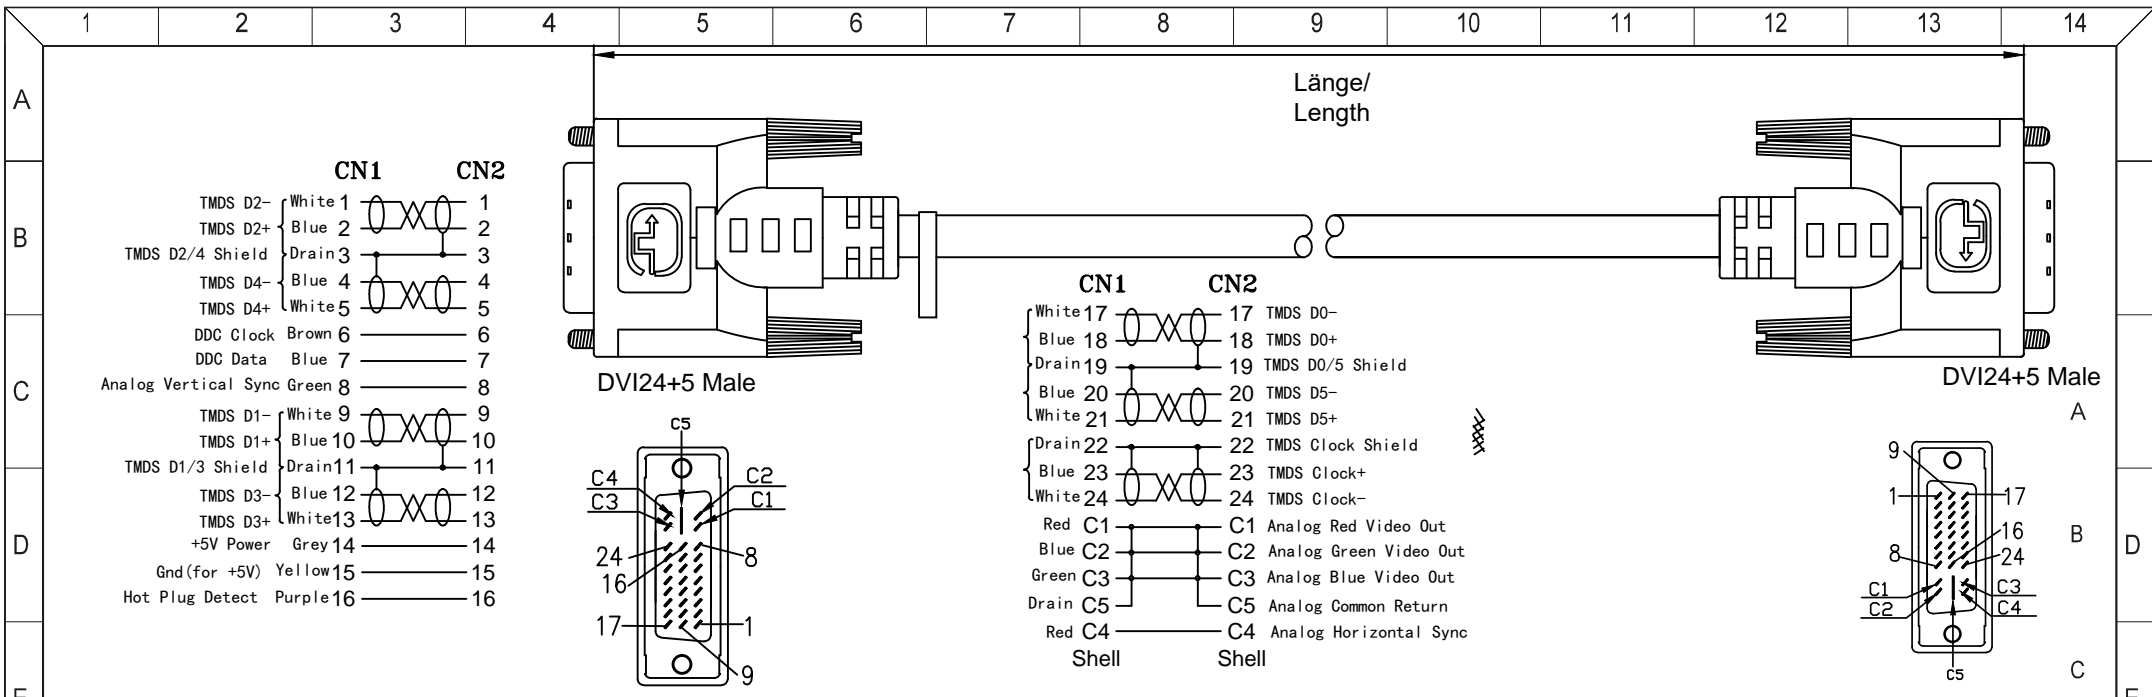 1 2 3 4 5 6 7 8 9 10 11 12 13 14
A
B
C
D
Länge/
Length
CN1 CN2
TMDS D2- White 1 1
TMDS D2+ Blue 2 2
TMDS D2/4 Shield Drain 3 3
TMDS D4- Blue 4 4
TMDS D4+ White 5 5
DDC Clock Brown 6 6
DDC Data Blue 7 7
Analog Vertical Sync Green 8 8
TMDS D1- White 9 9
TMDS D1+ Blue 10 10
TMDS D1/3 Shield Drain 11 11
TMDS D3- Blue 12 12
TMDS D3+ White 13 13
+5V Power Grey 14 14
Gnd(for +5V) Yellow 15 15
Hot Plug Detect Purple 16 16
DVI24+5 Male
C5
C4 C2
C3 C1
24 8
16
17 1
9
CN1 CN2
White 17 17 TMDS D0-
Blue 18 18 TMDS D0+
Drain 19 19 TMDS D0/5 Shield
Blue 20 20 TMDS D5-
White 21 21 TMDS D5+
Drain 22 22 TMDS Clock Shield
Blue 23 23 TMDS Clock+
White 24 24 TMDS Clock-
Red C1 C1 Analog Red Video Out
Blue C2 C2 Analog Green Video Out
Green C3 C3 Analog Blue Video Out
Drain C5 C5 Analog Common Return
Red C4 C4 Analog Horizontal Sync
Shell Shell
DVI24+5 Male
9
1 17
16
8 24
C1 C3
C2 C4
C5
A
B
C
D